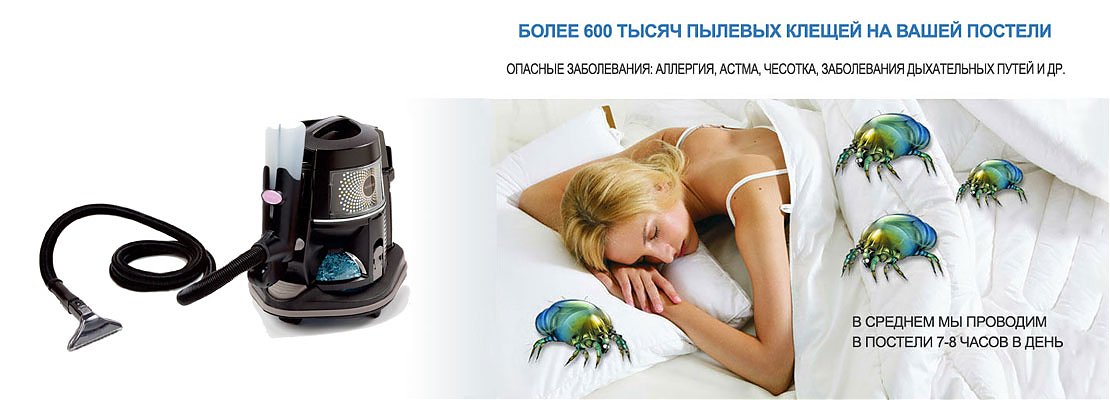 БОЛЕЕ 600 ТЫСЯЧ ПЫЛЕВЫХ КЛЕЩЕЙ НА ВАШЕЙ ПОСТЕЛИ
ОПАСНЫЕ ЗАБОЛЕВАНИЯ: АЛЛЕРГИЯ, АСТМА, ЧЕСОТКА, ЗАБОЛЕВАНИЯ ДЫХАТЕЛЬНЫХ ПУТЕЙ И ДР.
В СРЕДНЕМ МЫ ПРОВОДИМ
В ПОСТЕЛИ 7-8 ЧАСОВ В ДЕНЬ